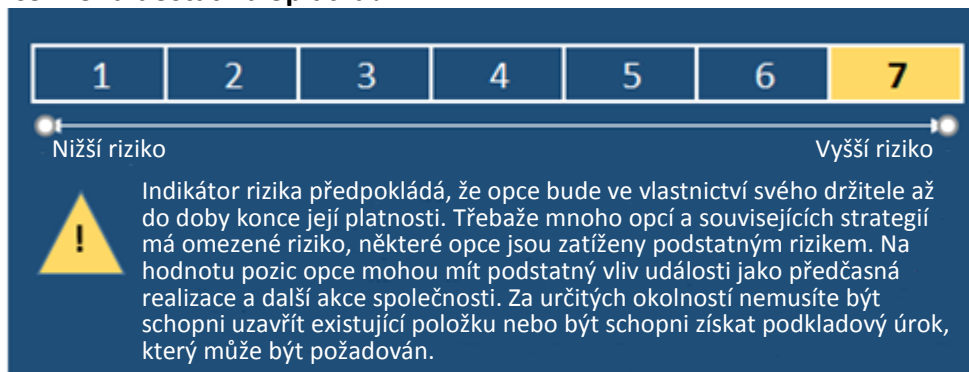 1 2 3 4 5 6 7
Nižší riziko Vyšší riziko
Indikátor rizika předpokládá, že opce bude ve vlastnictví svého držitele až
do doby konce její platnosti. Třebaže mnoho opcí a souvisejících strategií
má omezené riziko, některé opce jsou zatíženy podstatným rizikem. Na
hodnotu pozic opce mohou mít podstatný vliv události jako předčasná
realizace a další akce společnosti. Za určitých okolností nemusíte být
schopni uzavřít existující položku nebo být schopni získat podkladový úrok,
který může být požadován.
!